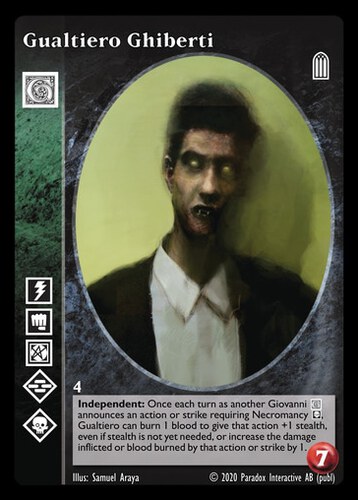 Gualtiero Ghiberti
4
Independent: Once each turn as another Giovanni
announces an action or strike requiring Necromancy,
Gualtiero can burn 1 blood to give that action +1 stealth,
even if stealth is not yet needed, or increase the damage
inflicted or blood burned by that action or strike by 1.
7
Illus: Samuel Araya © 2020 Paradox Interactive AB (publ)